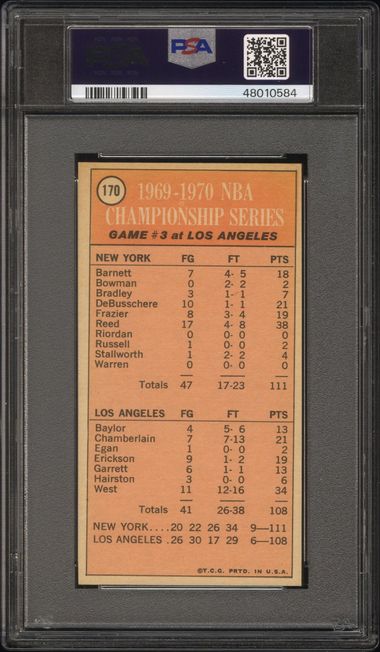 PSA
48010584
170
1969-1970 NBA
CHAMPIONSHIP SERIES
GAME #3 at LOS ANGELES
NEW YORK FG FT PTS
Barnett 7 4- 5 18
Bowman 0 2- 2 2
Bradley 3 1- 1 7
DeBusschere 10 1- 1 21
Frazier 8 3- 4 19
Reed 17 4- 8 38
Riordan 0 0- 0 0
Russell 1 0- 0 2
Stallworth 1 2- 2 4
Warren 0 0- 0 0
Totals 47 17-23 111
LOS ANGELES FG FT PTS
Baylor 4 5- 6 13
Chamberlain 7 7-13 21
Egan 1 0- 0 2
Erickson 9 1- 2 19
Garrett 6 1- 1 13
Hairston 3 0- 0 6
West 11 12-16 34
Totals 41 26-38 108
NEW YORK....20 22 26 34 9—111
LOS ANGELES .26 30 17 29 6—108
©T.C.G. PRTD. IN U.S.A.